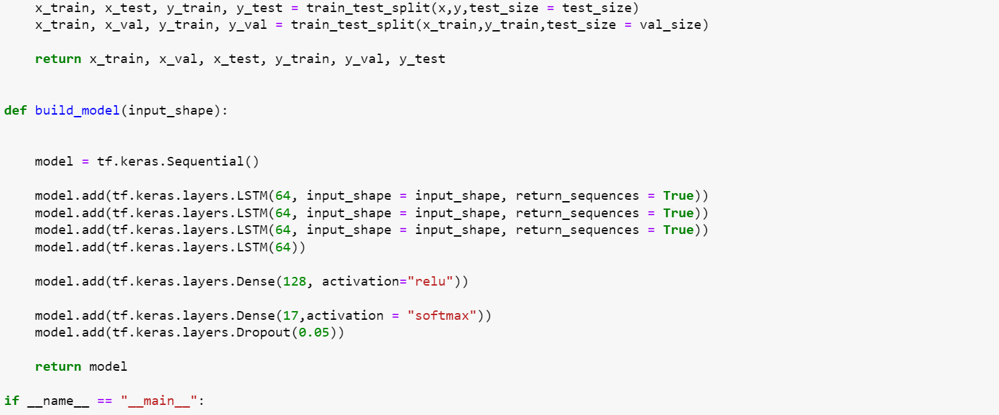 x_train, x_test, y_train, y_test = train_test_split(x,y,test_size = test_size)
x_train, x_val, y_train, y_val = train_test_split(x_train,y_train,test_size = val_size)
return x_train, x_val, x_test, y_train, y_val, y_test
def build_model(input_shape):
model = tf.keras.Sequential()
model.add(tf.keras.layers.LSTM(64, input_shape = input_shape, return_sequences = True))
model.add(tf.keras.layers.LSTM(64, input_shape = input_shape, return_sequences = True))
model.add(tf.keras.layers.LSTM(64, input_shape = input_shape, return_sequences = True))
model.add(tf.keras.layers.LSTM(64))
model.add(tf.keras.layers.Dense(128, activation="relu"))
model.add(tf.keras.layers.Dense(17,activation = "softmax"))
model.add(tf.keras.layers.Dropout(0.05))
return model
if __name__ == "__main__":